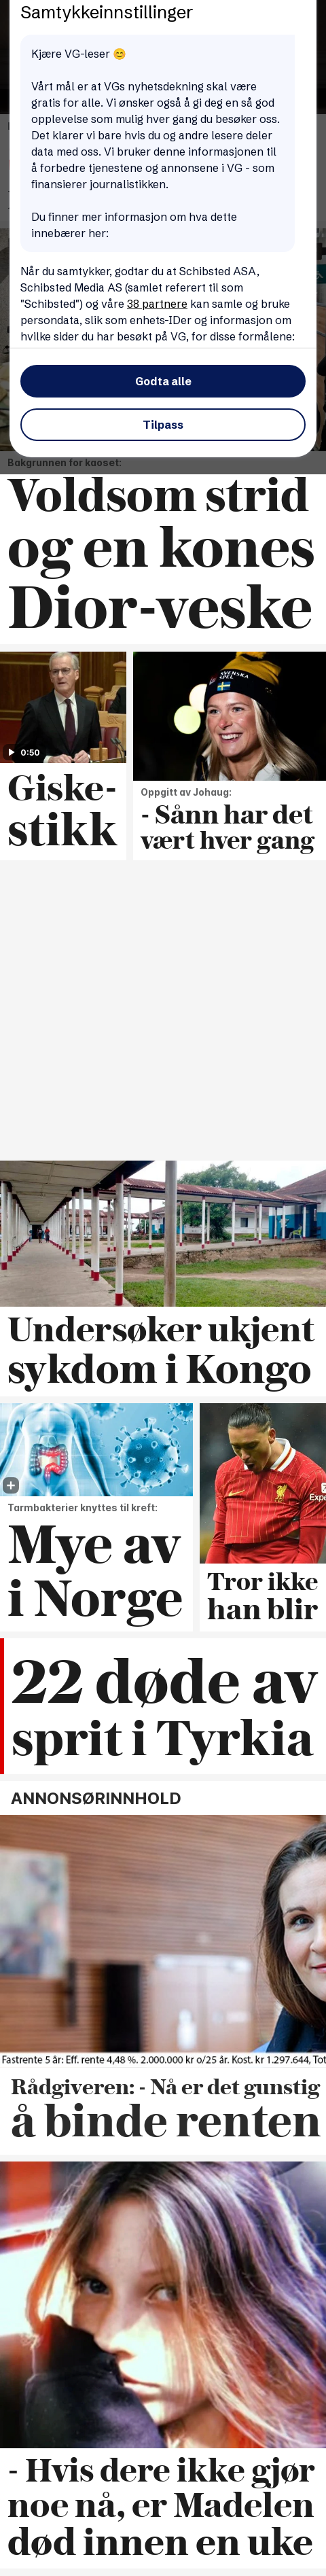 Samtykkeinnstillinger
Kjære VG-leser 😊
Vårt mål er at VGs nyhetsdekning skal være
gratis for alle. Vi ønsker også å gi deg en så god
opplevelse som mulig hver gang du besøker oss.
Det klarer vi bare hvis du og andre lesere deler
data med oss. Vi bruker denne informasjonen til
å forbedre tjenestene og annonsene i VG - som
finansierer journalistikken.
Du finner mer informasjon om hva dette
innebærer her:
Når du samtykker, godtar du at Schibsted ASA,
Schibsted Media AS (samlet referert til som
"Schibsted") og våre 38 partnere kan samle og bruke
persondata, slik som enhets-IDer og informasjon om
hvilke sider du har besøkt på VG, for disse formålene:
Godta alle
Tilpass
Bakgrunnen for kaoset:
Voldsom strid
og en kones
Dior-veske
0:50
Giske-
stikk
SVENSKA
SPEL
Oppgitt av Johaug:
- Sånn har det
vært hver gang
Undersøker ukjent
sykdom i Kongo
Tarmbakterier knyttes til kreft:
Mye av
i Norge
Expe
Tror ikke
han blir
22 døde av
sprit i Tyrkia
ANNONSØRINNHOLD
Fastrente 5 år: Eff. rente 4,48 %. 2.000.000 kr o/25 år. Kost. kr 1.297.644, Tot
Rådgiveren: - Nå er det gunstig
å binde renten
- Hvis dere ikke gjør
noe nå, er Madelen
død innen en uke